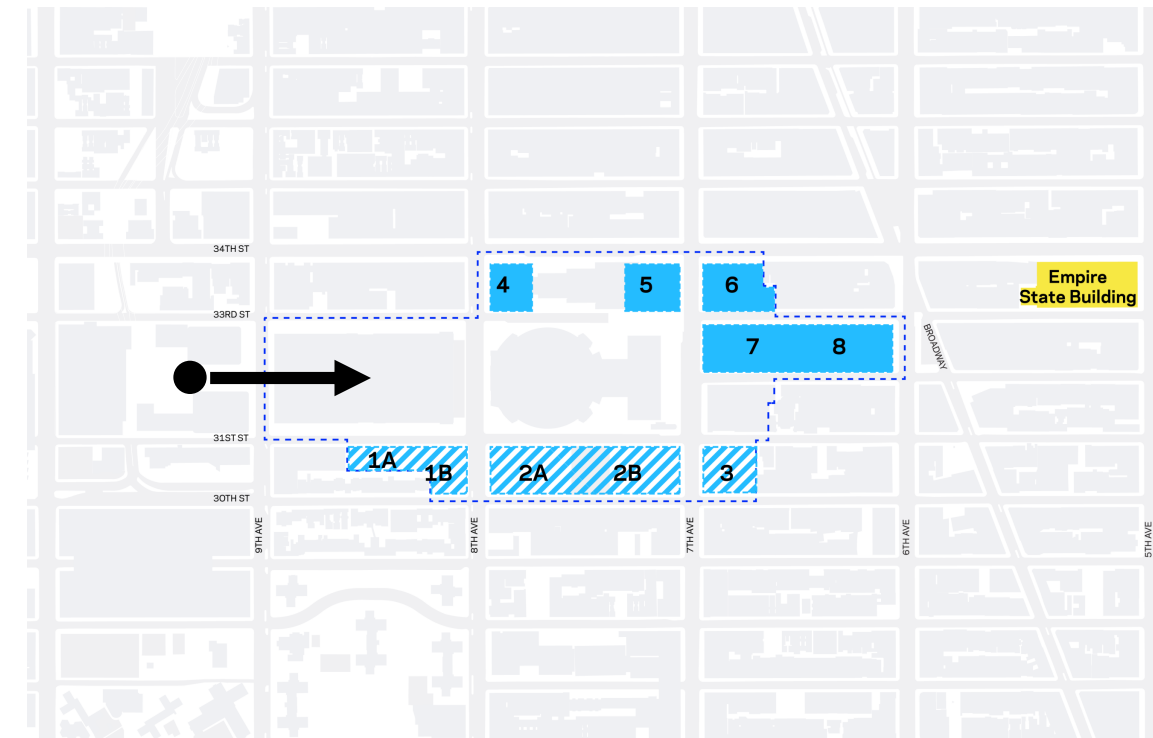 34TH ST
4
5
6
Empire
State Building
33RD ST
7
8
BROADWAY
31ST ST
1A
1B
2A
2B
3
30TH ST
9TH AVE
8TH AVE
7TH AVE
6TH AVE
5TH AVE